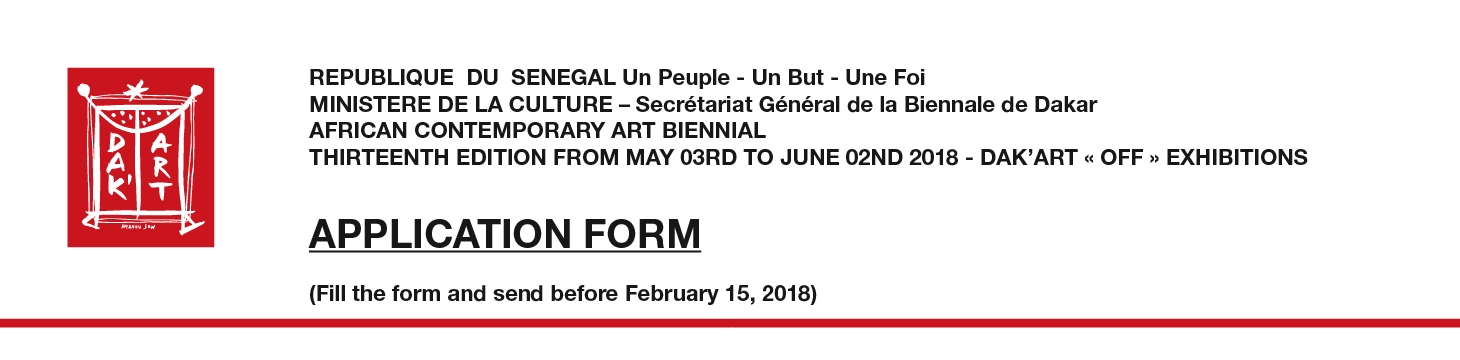 DAK'
ART
REPUBLIQUE DU SENEGAL Un Peuple - Un But - Une Foi
MINISTERE DE LA CULTURE – Secrétariat Général de la Biennale de Dakar
AFRICAN CONTEMPORARY ART BIENNIAL
THIRTEENTH EDITION FROM MAY 03RD TO JUNE 02ND 2018 - DAK’ART « OFF » EXHIBITIONS
APPLICATION FORM
(Fill the form and send before February 15, 2018)